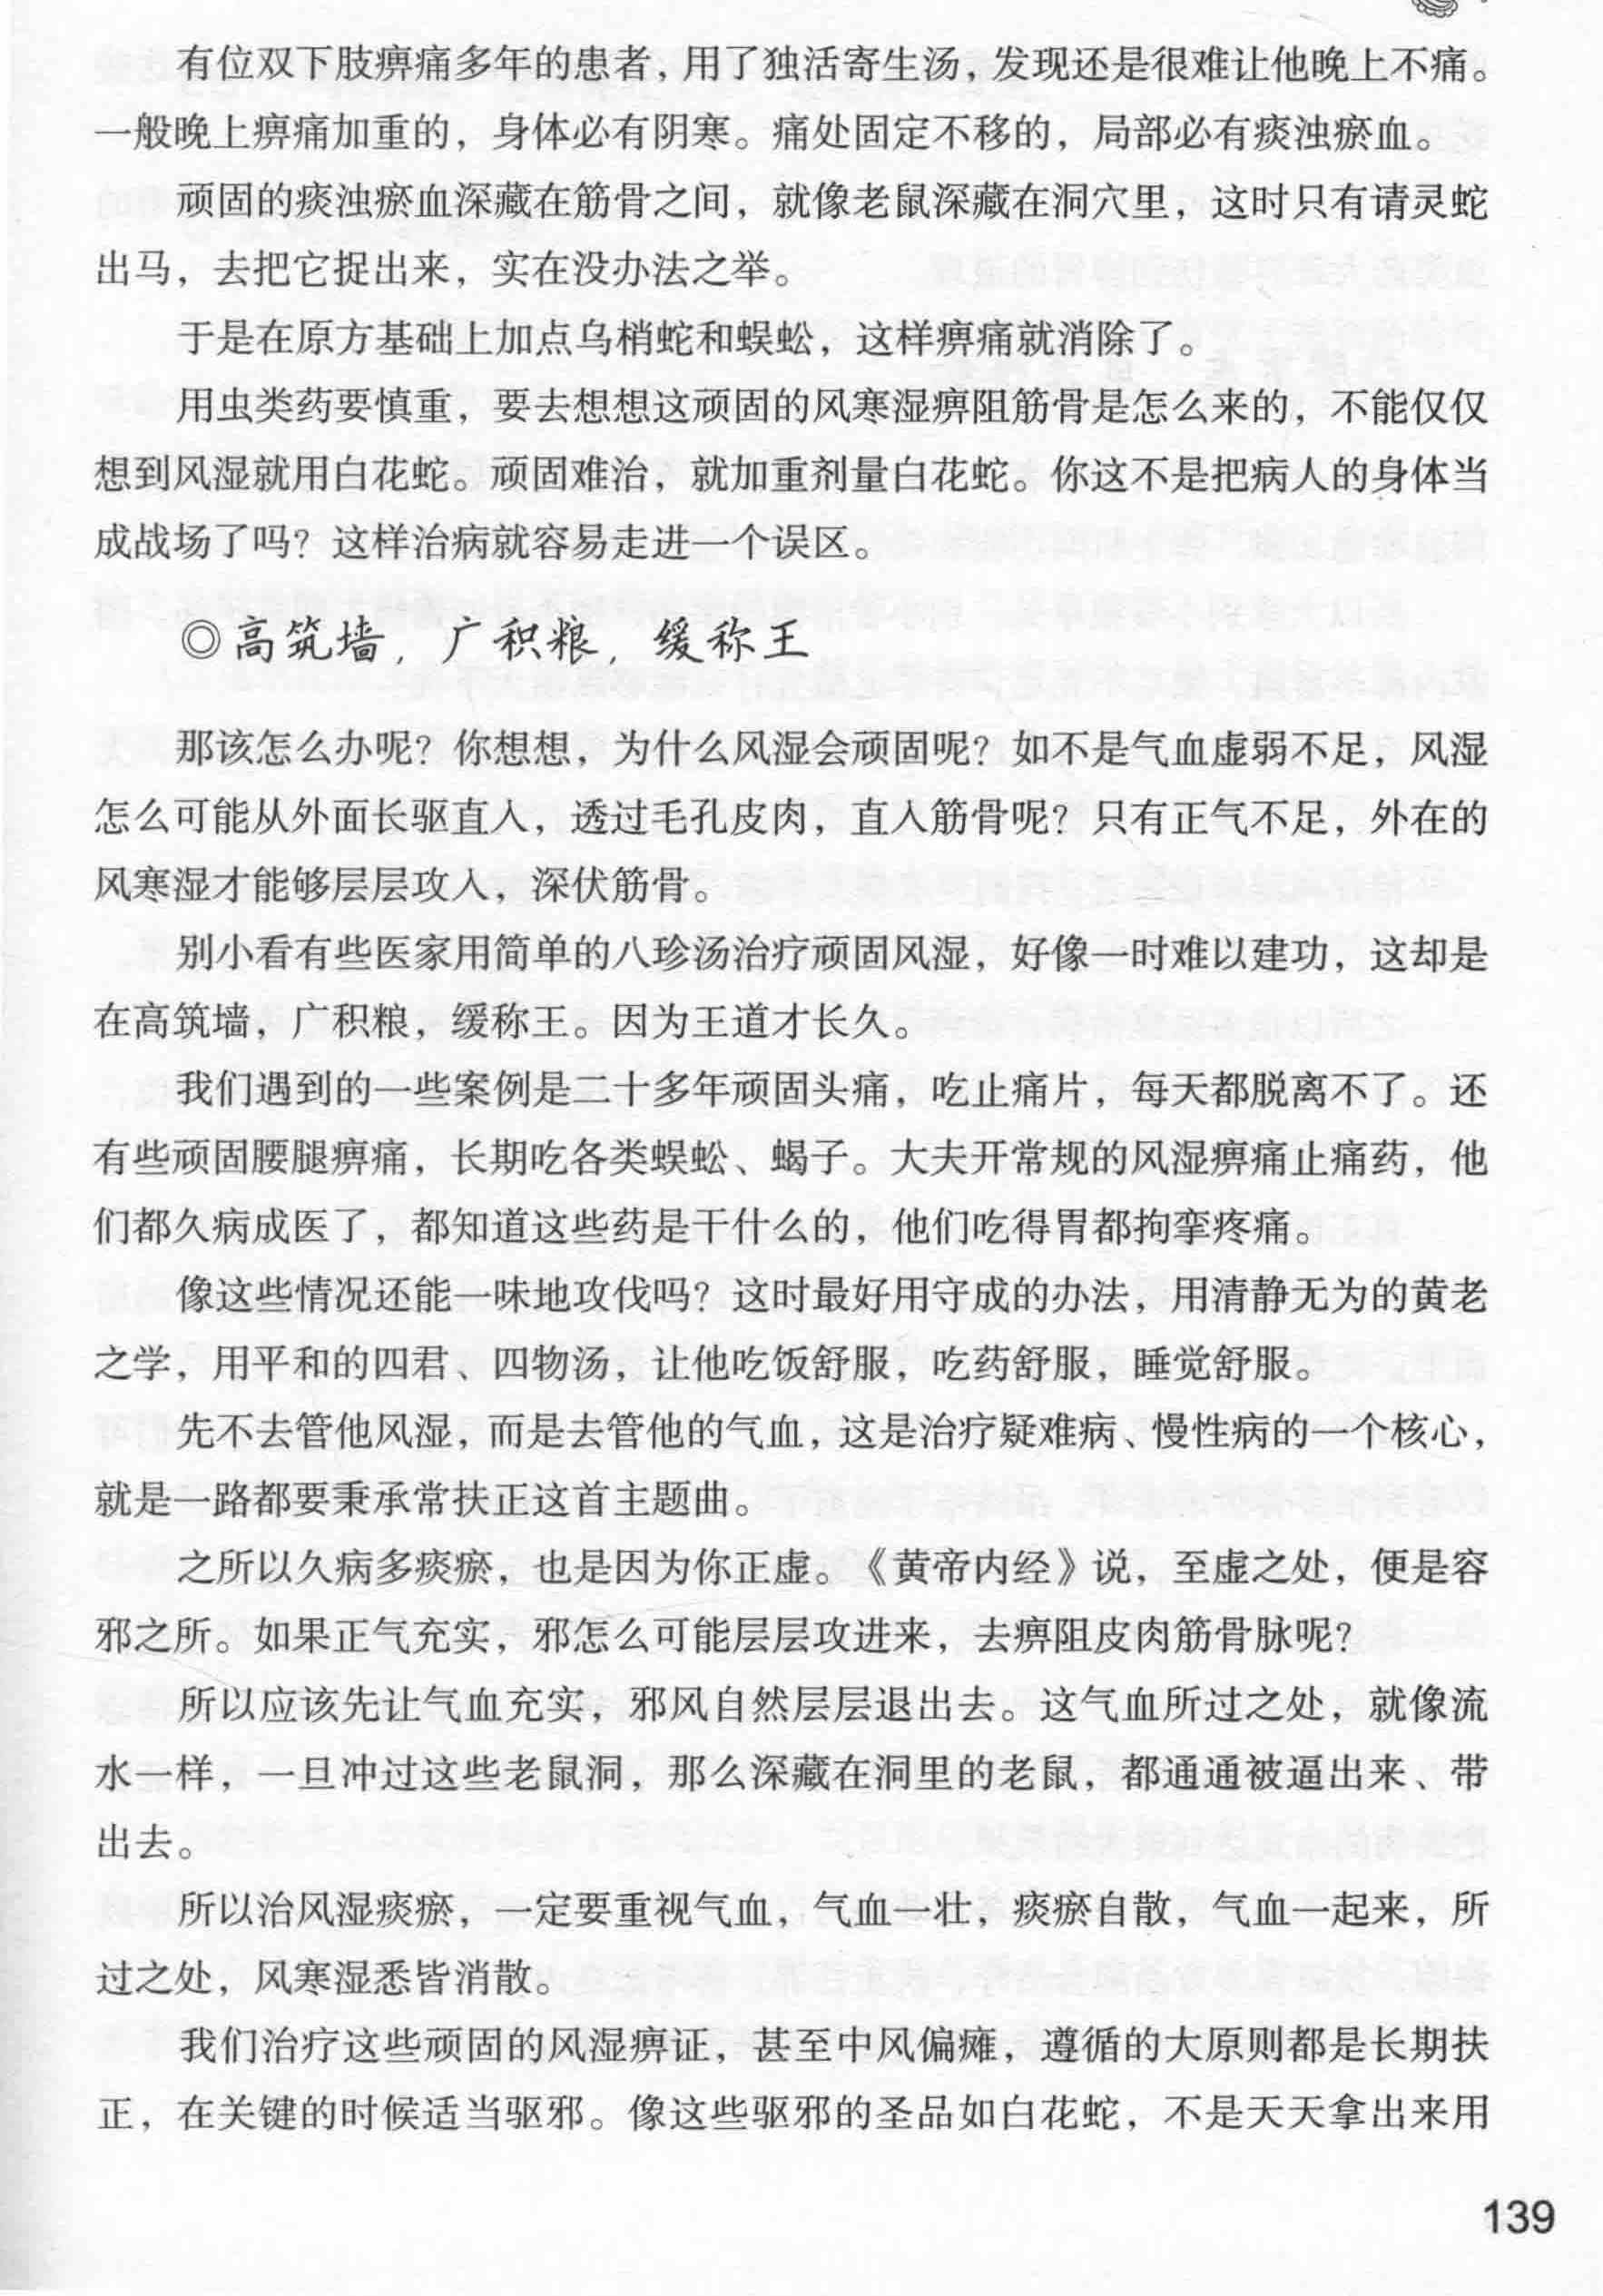 有位双下肢痹痛多年的患者，用了独活寄生汤，发现还是很难让他晚上不痛。
一般晚上痹痛加重的，身体必有阴寒。痛处固定不移的，局部必有痰浊瘀血。
顽固的痰浊瘀血深藏在筋骨之间，就像老鼠深藏在洞穴里，这时只有请灵蛇
出马，去把它捉出来，实在没办法之举。
于是在原方基础上加点乌梢蛇和蜈蚣，这样痹痛就消除了。
用虫类药要慎重，要去想想这顽固的风寒湿痹阻筋骨是怎么来的，不能仅仅
想到风湿就用白花蛇。顽固难治，就加重剂量白花蛇。你这不是把病人的身体当
成战场了吗？这样治病就容易走进一个误区。
◎高筑墙，广积粮，缓称王
那该怎么办呢？你想想，为什么风湿会顽固呢？如不是气血虚弱不足，风湿
怎么可能从外面长驱直入，透过毛孔皮肉，直入筋骨呢？只有正气不足，外在的
风寒湿才能够层层攻入，深伏筋骨。
别小看有些医家用简单的八珍汤治疗顽固风湿，好像一时难以建功，这却是
在高筑墙，广积粮，缓称王。因为王道才长久。
我们遇到的一些案例是二十多年顽固头痛，吃止痛片，每天都脱离不了。还
有些顽固腰腿痹痛，长期吃各类蜈蚣、蝎子。大夫开常规的风湿痹痛止痛药，他
们都久病成医了，都知道这些药是干什么的，他们吃得胃都拘挛疼痛。
像这些情况还能一味地攻伐吗？这时最好用守成的办法，用清静无为的黄老
之学，用平和的四君、四物汤，让他吃饭舒服，吃药舒服，睡觉舒服。
先不去管他风湿，而是去管他的气血，这是治疗疑难病、慢性病的一个核心，
就是一路都要秉承常扶正这首主题曲。
之所以久病多痰瘀，也是因为你正虚。《黄帝内经》说，至虚之处，便是容
邪之所。如果正气充实，邪怎么可能层层攻进来，去痹阻皮肉筋骨脉呢？
所以应该先让气血充实，邪风自然层层退出去。这气血所过之处，就像流
水一样，一旦冲过这些老鼠洞，那么深藏在洞里的老鼠，都通通被逼出来、带
出去。
所以治风湿痰瘀，一定要重视气血，气血一壮，痰瘀自散，气血一起来，所
过之处，风寒湿悉皆消散。
我们治疗这些顽固的风湿痹证，甚至中风偏瘫，遵循的大原则都是长期扶
正，在关键的时候适当驱邪。像这些驱邪的圣品如白花蛇，不是天天拿出来用
139